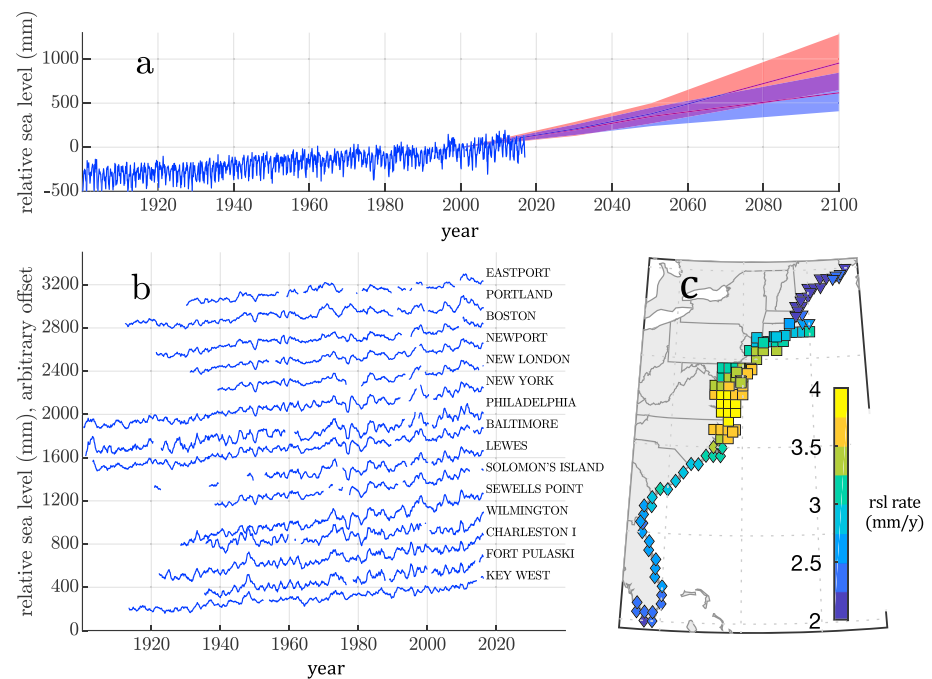 a
relative sea level (mm)
1000
500
0
-500
1920 1940 1960 1980 2000 2020 2040 2060 2080 2100
year
b
relative sea level (mm), arbitrary offset
3200
2800
2400
2000
1600
1200
800
400
0
EASTPORT
PORTLAND
BOSTON
NEWPORT
NEW LONDON
NEW YORK
PHILADELPHIA
BALTIMORE
LEWES
SOLOMON'S ISLAND
SEWELLS POINT
WILMINGTON
CHARLESTON I
FORT PULASKI
KEY WEST
1920 1940 1960 1980 2000 2020
year
c
4
3.5
3
2.5
2
rsl rate
(mm/y)